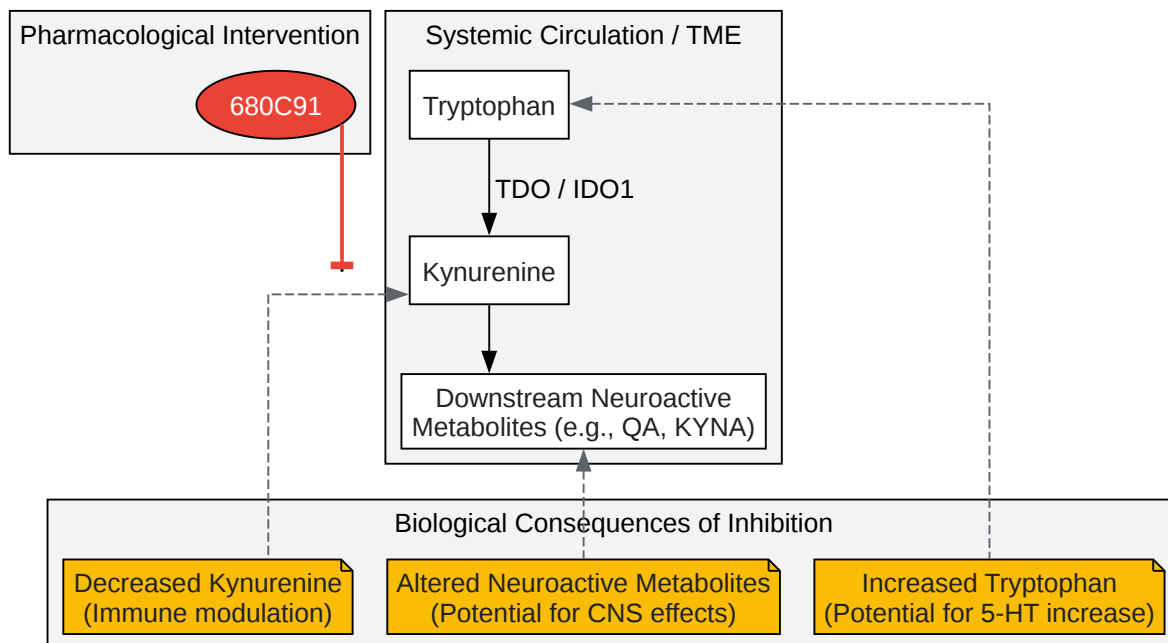 Pharmacological Intervention
680C91
Systemic Circulation / TME
Tryptophan
TDO / IDO1
Kynurenine
Downstream Neuroactive
Metabolites (e.g., QA, KYNA)
Biological Consequences of Inhibition
Decreased Kynurenine
(Immune modulation)
Altered Neuroactive Metabolites
(Potential for CNS effects)
Increased Tryptophan
(Potential for 5-HT increase)